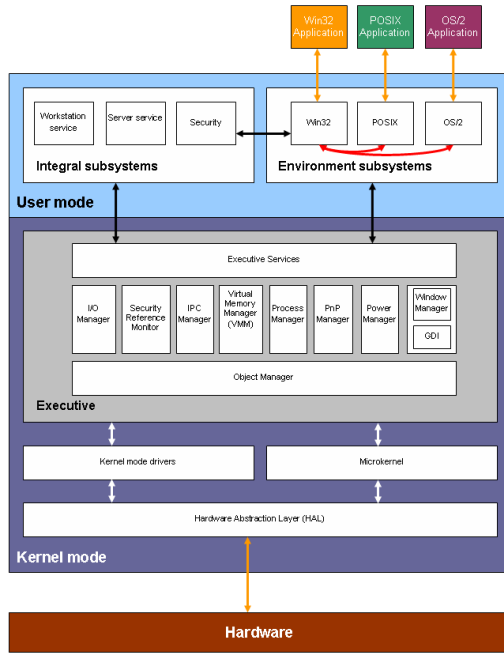 Win32
Application
POSIX
Application
OS/2
Application
Workstation
service
Server service
Security
Integral subsystems
Win32
POSIX
OS/2
Environment subsystems
User mode
Executive Services
I/O
Manager
Security
Reference
Monitor
IPC
Manager
Virtual
Memory
Manager
(VMM)
Process
Manager
PnP
Manager
Power
Manager
Window
Manager
GDI
Object Manager
Executive
Kernel mode drivers
Microkernel
Hardware Abstraction Layer (HAL)
Kernel mode
Hardware